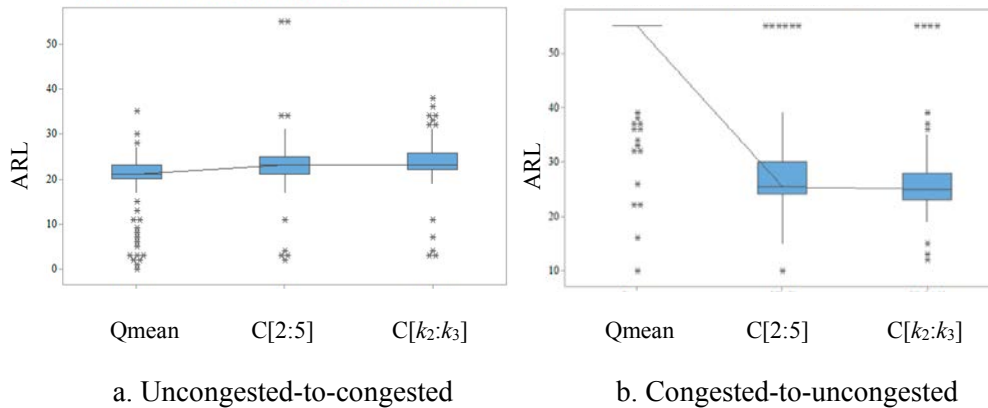 ARL
50
40
30
20
10
0
Qmean C[2:5] C[k₂:k₃]
a. Uncongested-to-congested
ARL
50
40
30
20
10
Qmean C[2:5] C[k₂:k₃]
b. Congested-to-uncongested